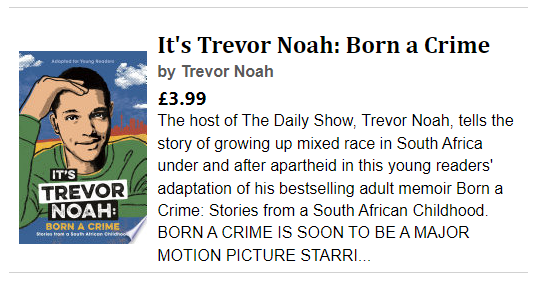 It's Trevor Noah: Born a Crime
by Trevor Noah
£3.99
The host of The Daily Show, Trevor Noah, tells the
story of growing up mixed race in South Africa
under and after apartheid in this young readers'
adaptation of his bestselling adult memoir Born a
Crime: Stories from a South African Childhood.
BORN A CRIME IS SOON TO BE A MAJOR
MOTION PICTURE STARRI...
Adapted for Young Readers
IT'S
TREVOR
NOAH:
BORN A CRIME
Stories from a South African Childhood